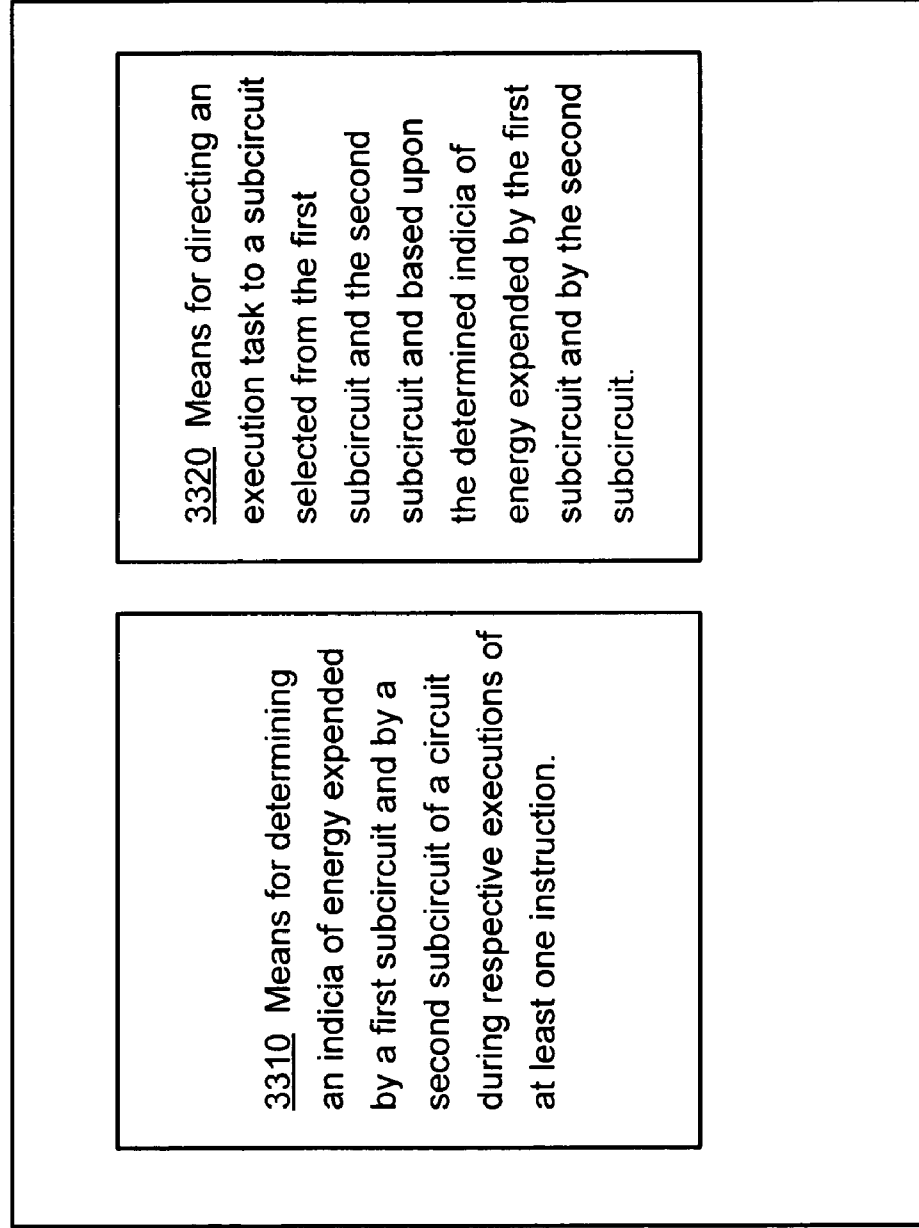 3310 Means for determining
an indicia of energy expended
by a first subcircuit and by a
second subcircuit of a circuit
during respective executions of
at least one instruction.
3320 Means for directing an
execution task to a subcircuit
selected from the first
subcircuit and the second
subcircuit and based upon
the determined indicia of
energy expended by the first
subcircuit and by the second
subcircuit.